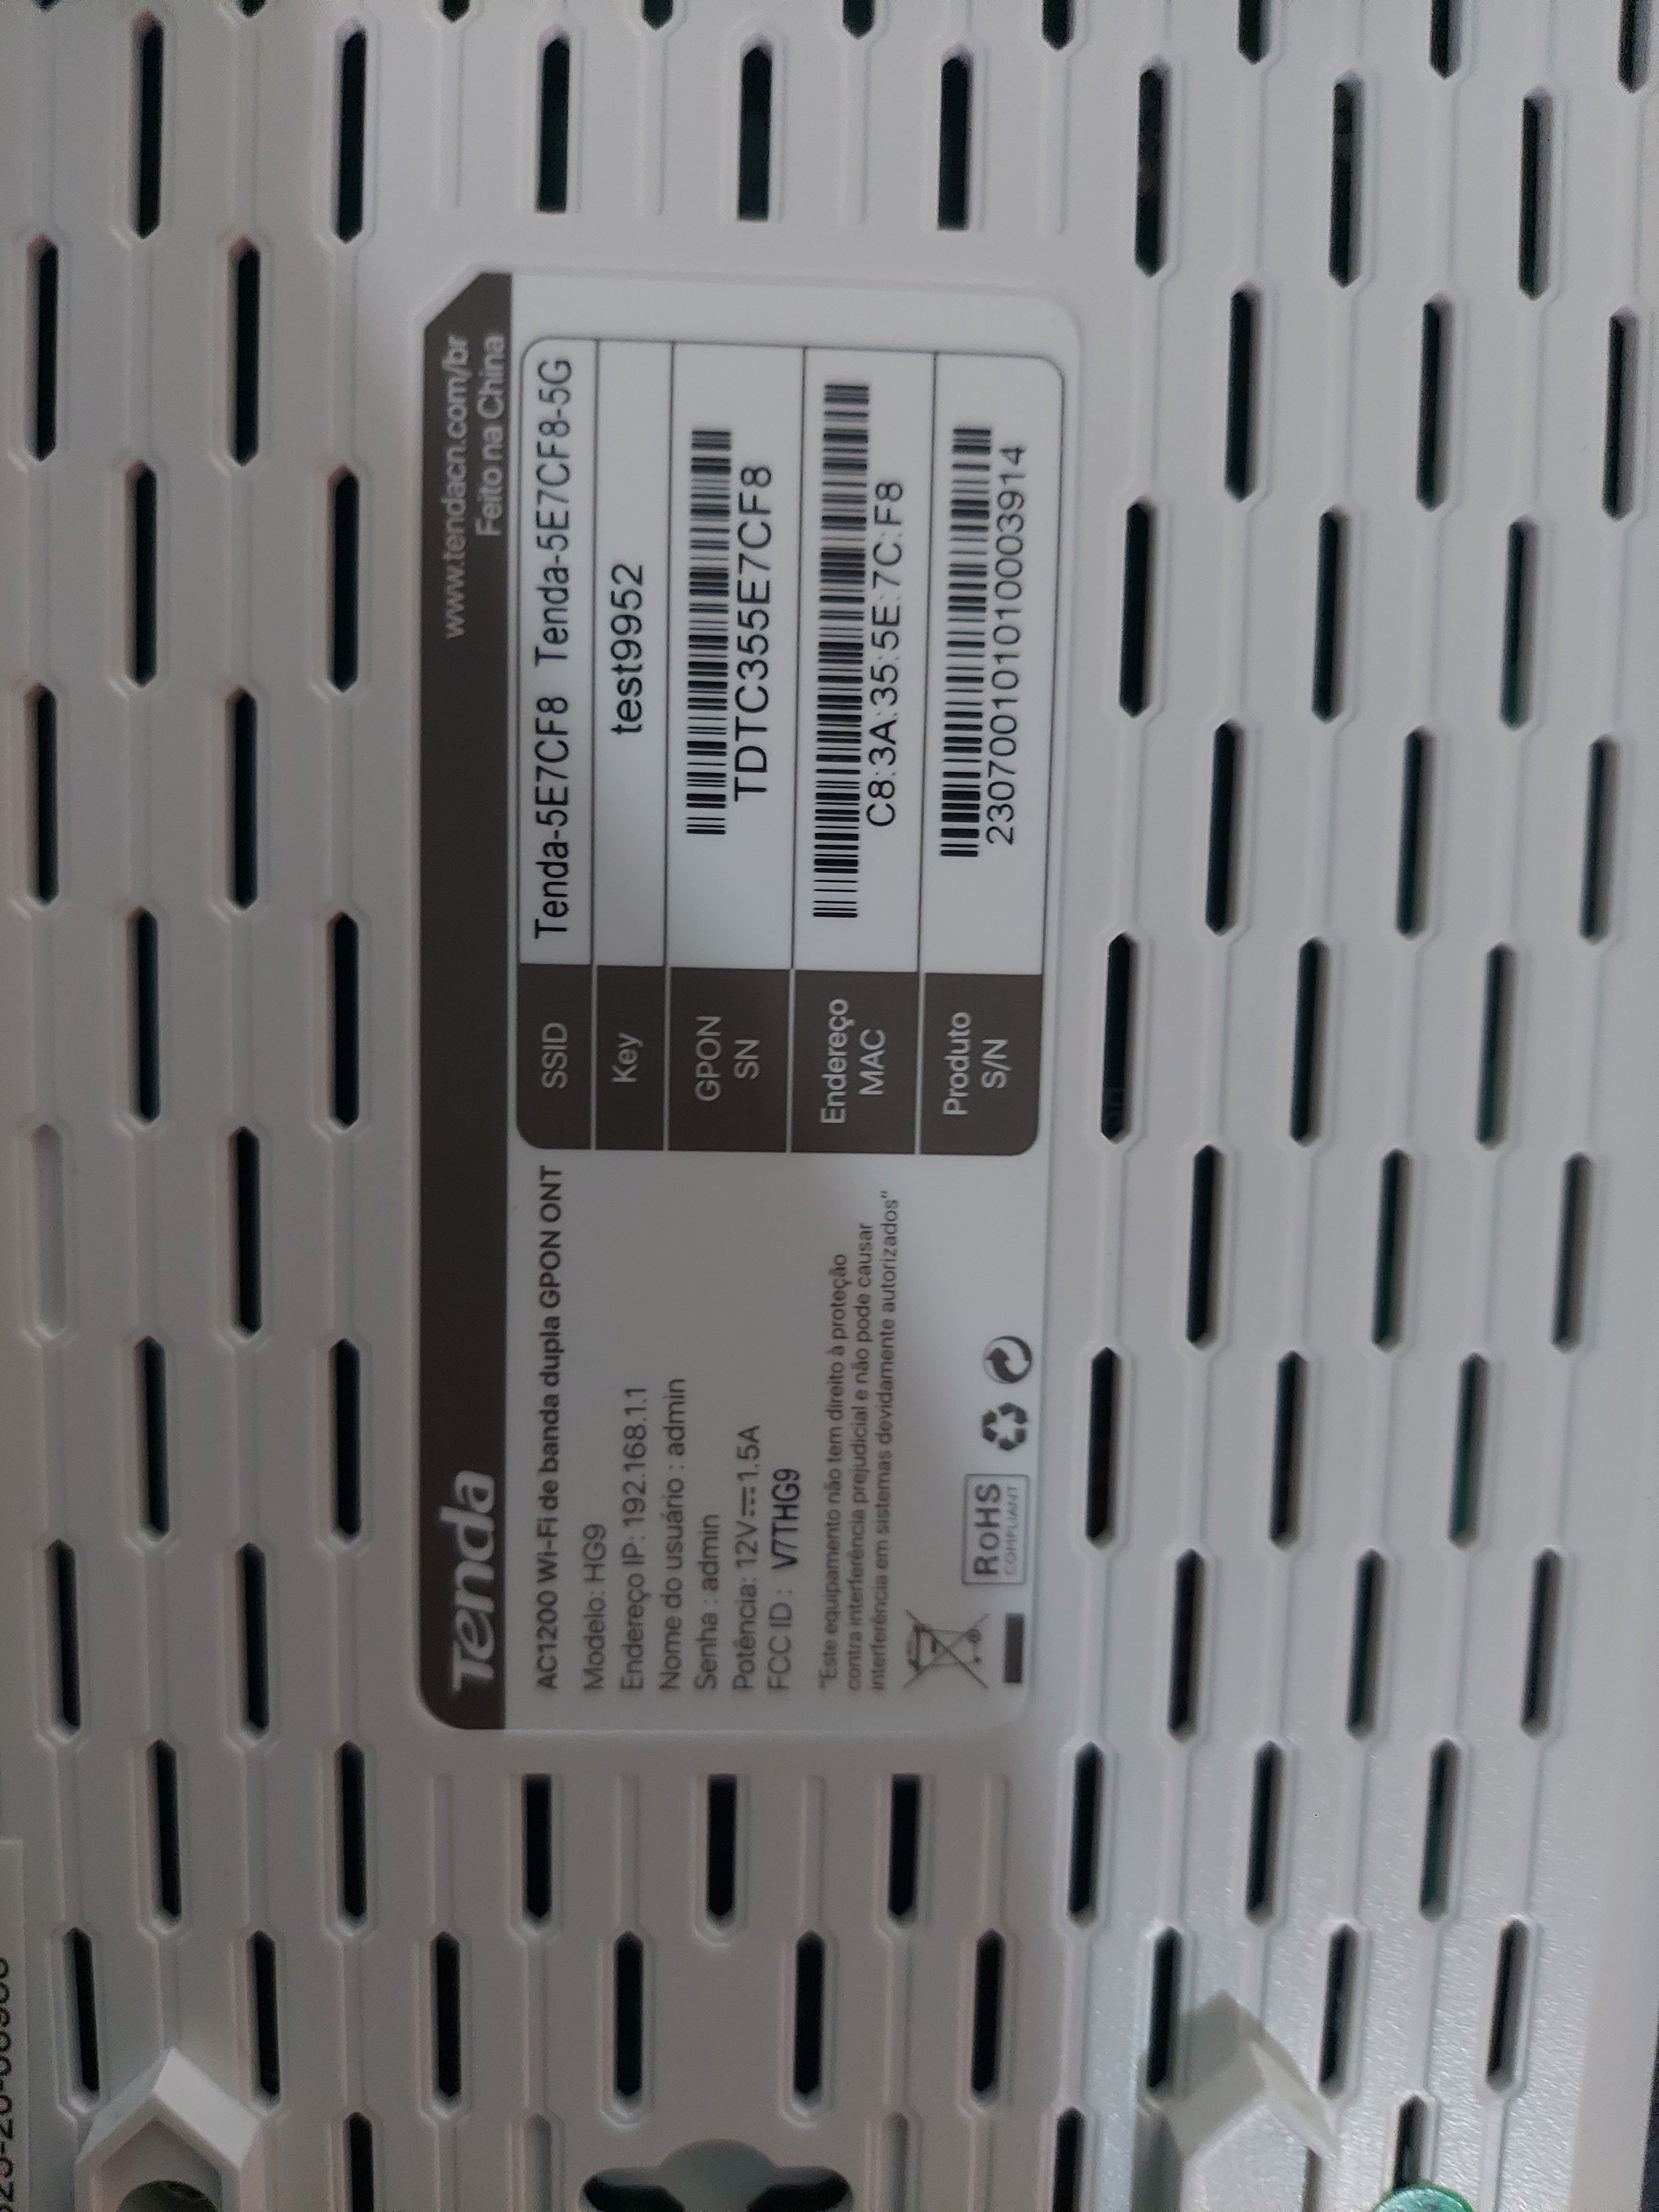 Tenda
www.tendacn.com/br
Feito na China
AC1200 Wi-Fi de banda dupla GPON ONT
Modelo: HG9
Endereço IP: 192.168.1.1
Nome do usuário : admin
Senha : admin
Potência: 12V⎓1.5A
FCC ID : V7THG9
"Este equipamento não tem direito à proteção
contra interferência prejudicial e não pode causar
interferência em sistemas devidamente autorizados"
RoHS
COMPLIANT
SSID Tenda-5E7CF8 Tenda-5E7CF8-5G
Key test9952
GPON
SN
TDTC355E7CF8
Endereço
MAC
C8:3A:35:5E:7C:F8
Produto
S/N
2307001010100003914